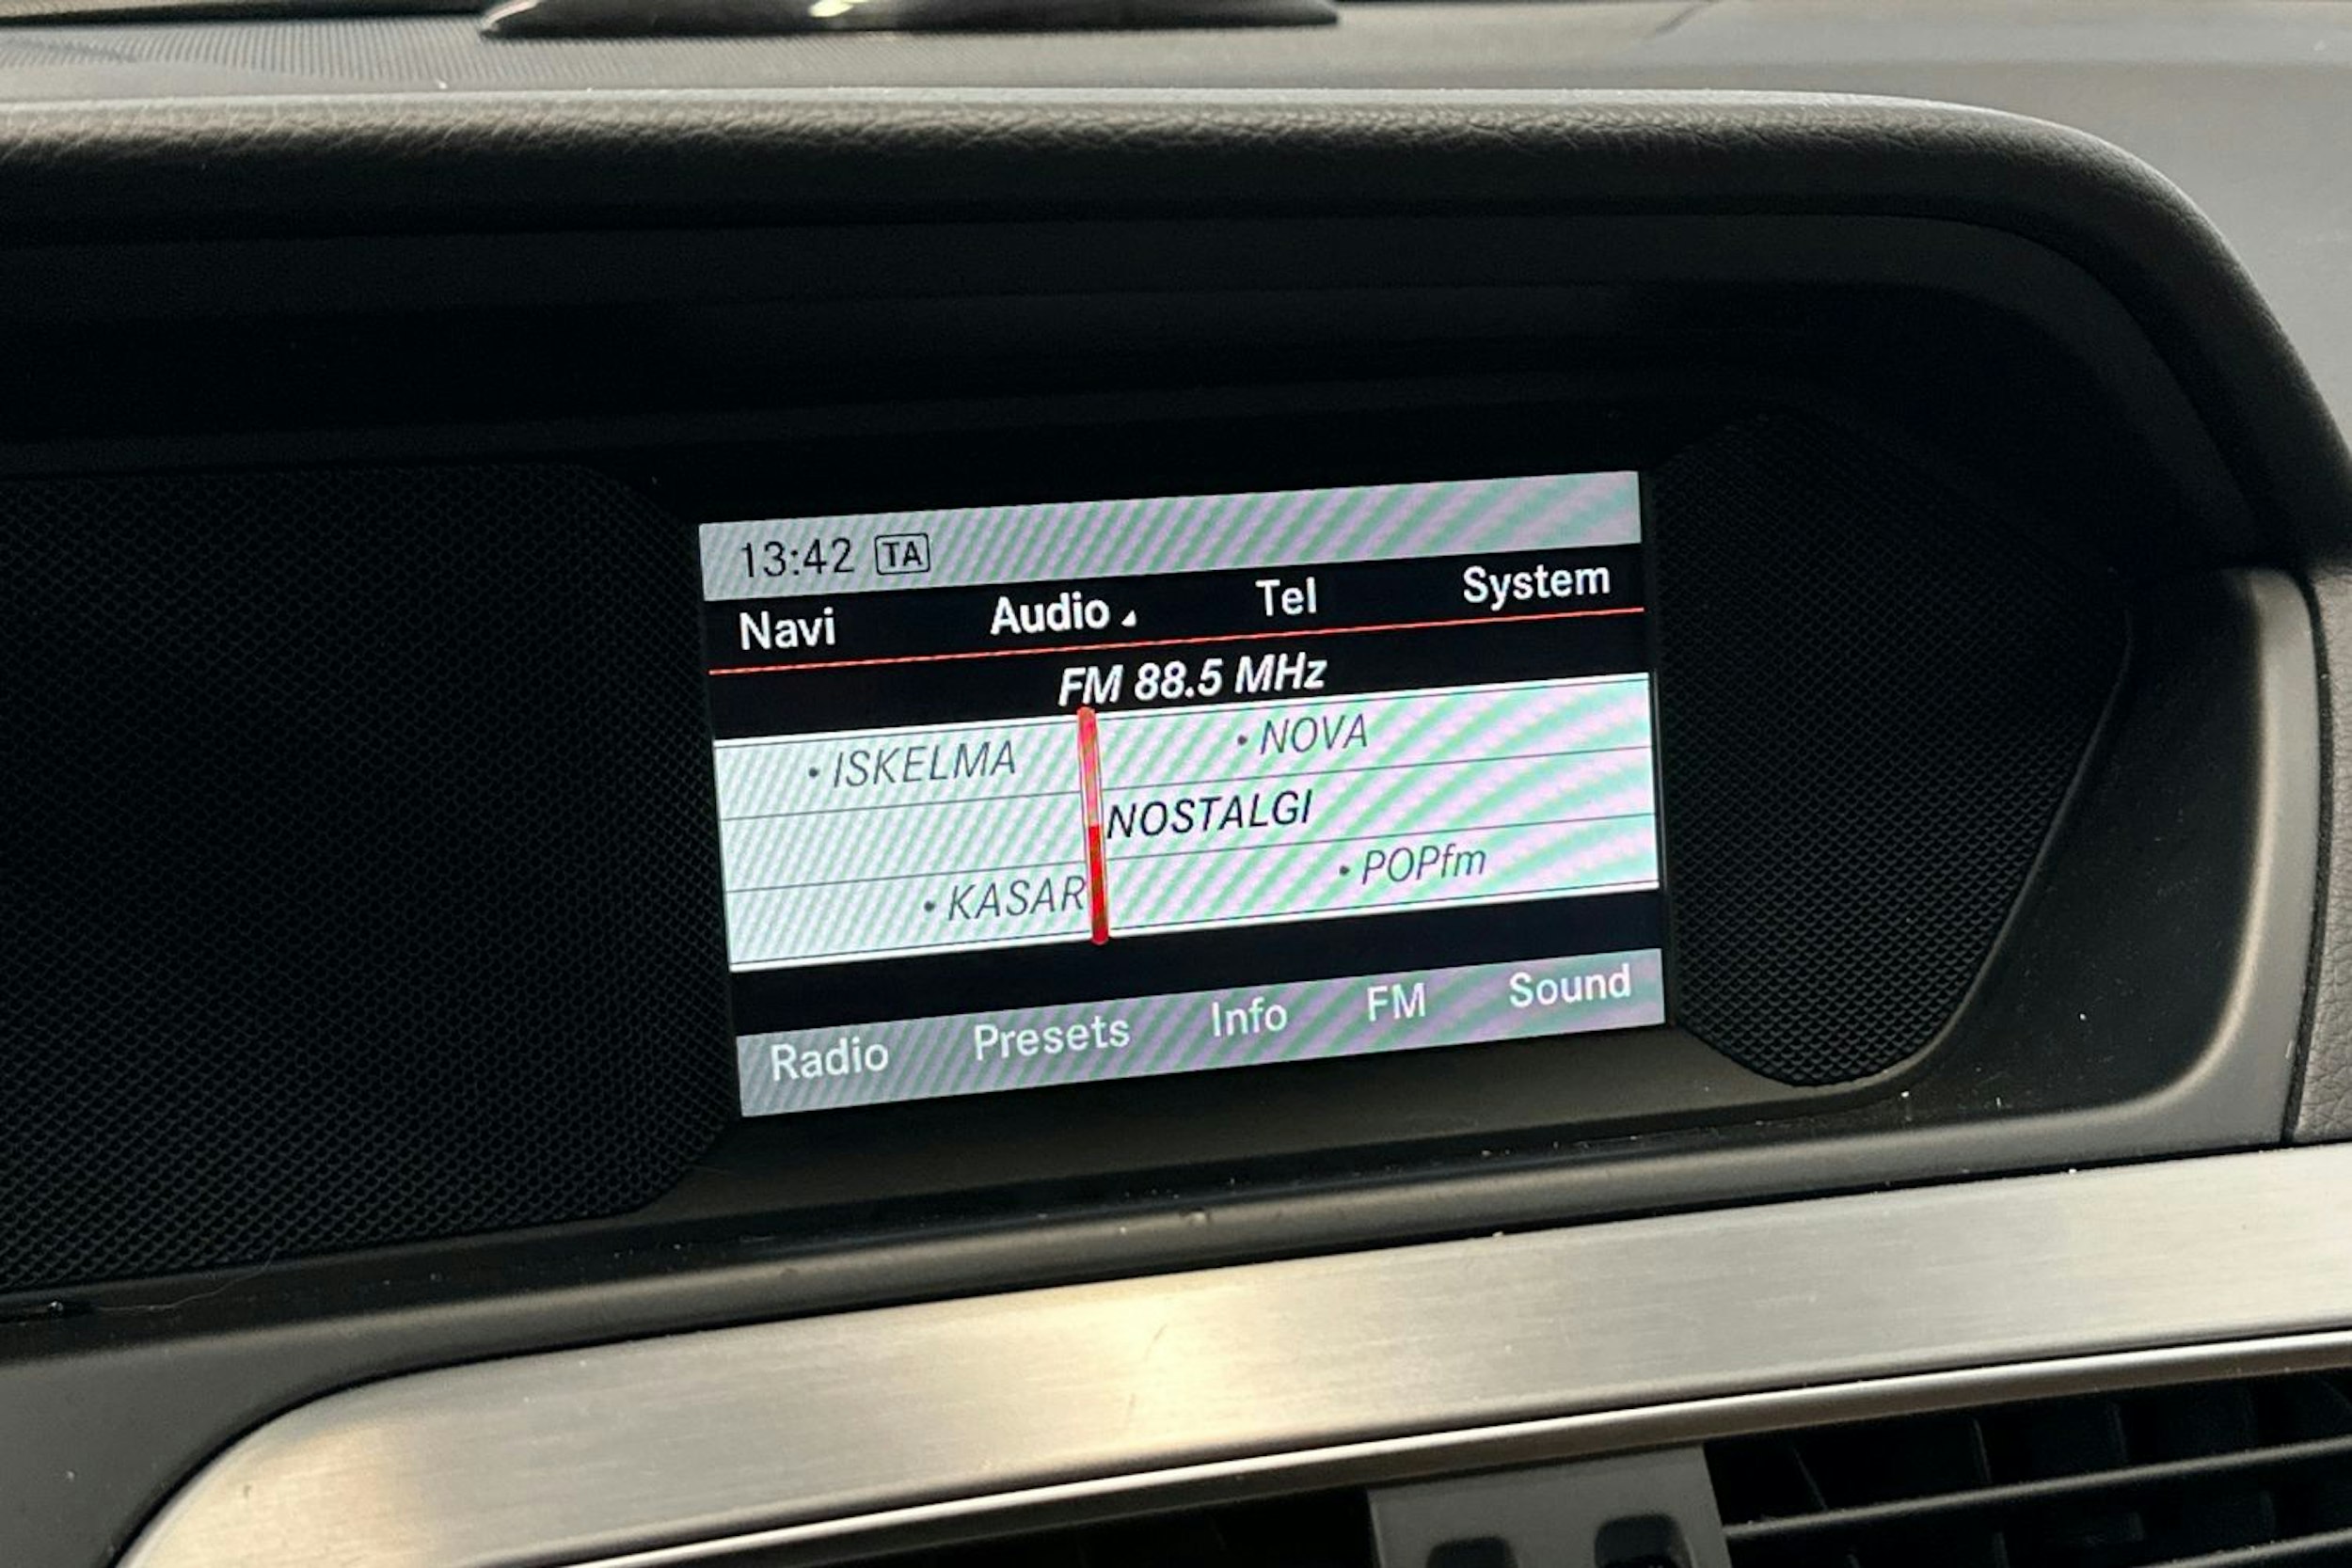 13:42 TA
Navi Audio Tel System
FM 88.5 MHz
• ISKELMA • NOVA
NOSTALGI
• KASAR • POPfm
Radio Presets Info FM Sound